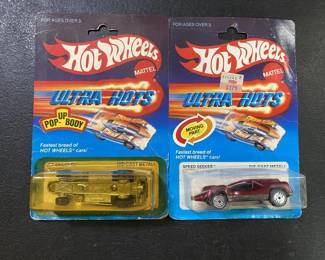 FOR AGES OVER 3
Hot Wheels
MATTEL
ULTRA HOTS
UP
POP-BODY
Fastest breed of
HOT WHEELS® cars!
DIE-CAST METAL
FOR AGES OVER 3
Hot Wheels
MATTEL
ULTRA HOTS
MOVING
PART
Fastest breed of
HOT WHEELS® cars!
SPEED SEEKER™
DIE-CAST METAL